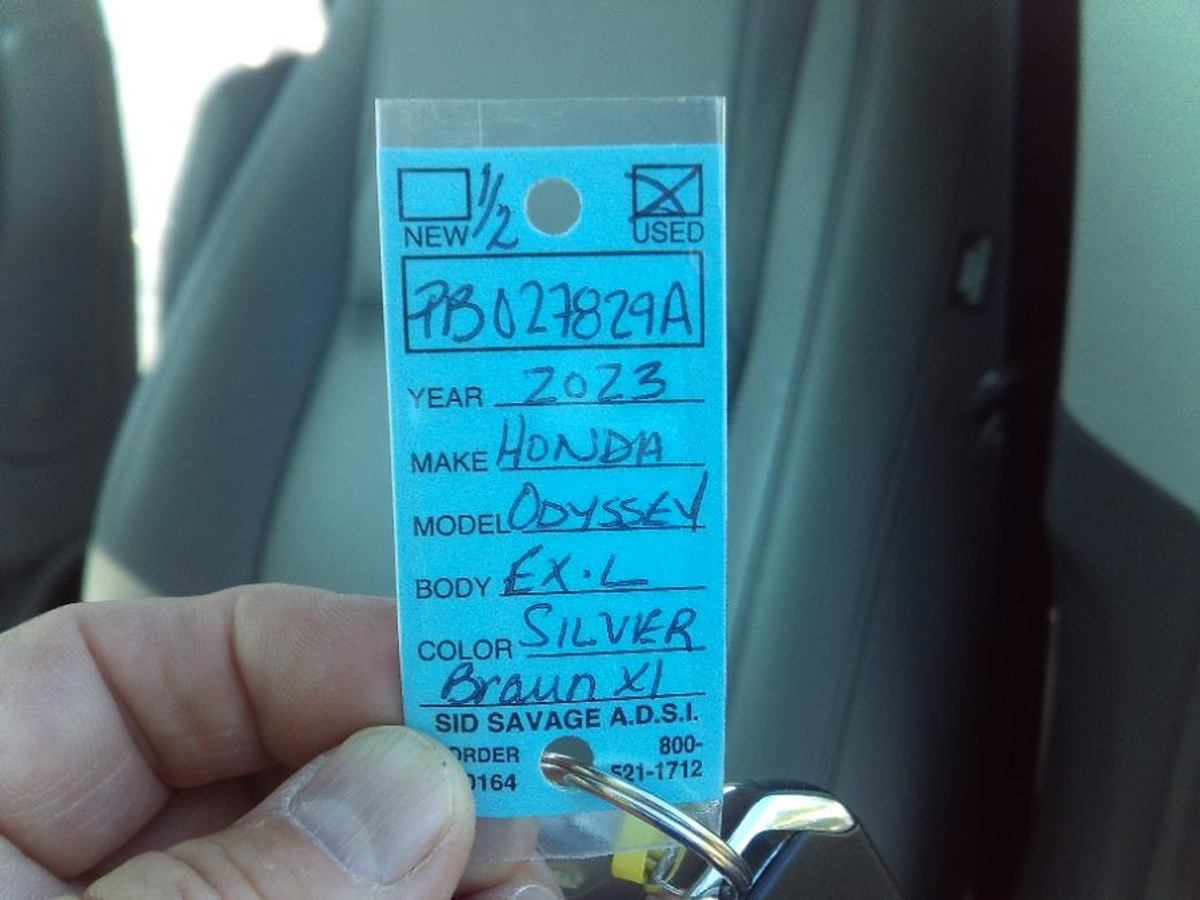 NEW 1/2 USED
PB027829A
YEAR 2023
MAKE HONDA
MODEL ODYSSEY
BODY EX.L
COLOR SILVER
Braun XI
SID SAVAGE A.D.S.I.
ORDER 800-
0164 521-1712